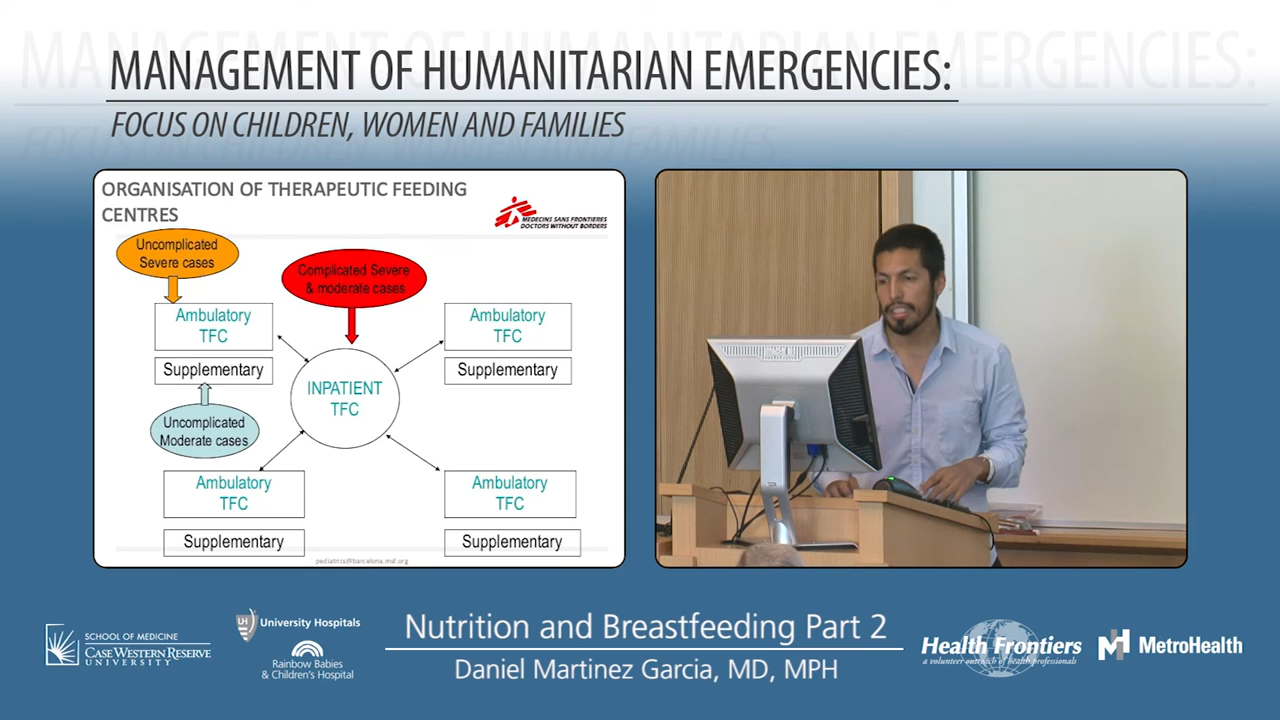 MANAGEMENT OF HUMANITARIAN EMERGENCIES:
FOCUS ON CHILDREN, WOMEN AND FAMILIES
ORGANISATION OF THERAPEUTIC FEEDING
CENTRES
MEDECINS SANS FRONTIERES
DOCTORS WITHOUT BORDERS
Uncomplicated
Severe cases
Complicated Severe
& moderate cases
Ambulatory
TFC
Supplementary
Ambulatory
TFC
Supplementary
INPATIENT
TFC
Uncomplicated
Moderate cases
Ambulatory
TFC
Supplementary
Ambulatory
TFC
Supplementary
pediatrics@barcelona.msf.org
SCHOOL OF MEDICINE
CASE WESTERN RESERVE
UNIVERSITY
UH
University Hospitals
Rainbow Babies
& Children's Hospital
Nutrition and Breastfeeding Part 2
Daniel Martinez Garcia, MD, MPH
Health Frontiers
a volunteer outreach of health professionals
MetroHealth